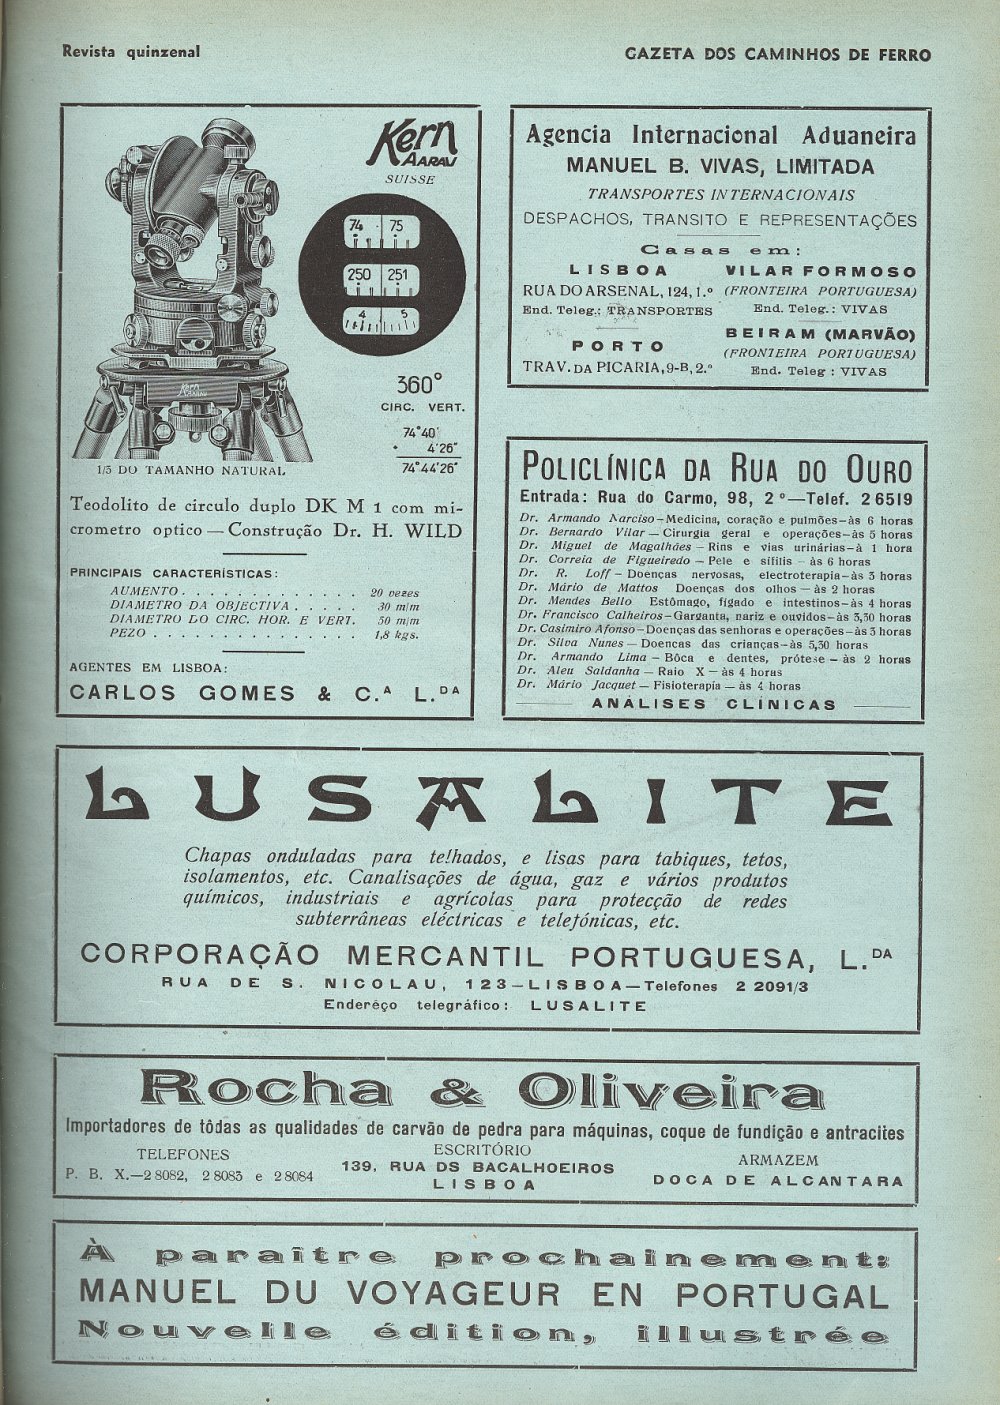 Revista quinzenal
GAZETA DOS CAMINHOS DE FERRO
Kern
AARAU
SUISSE
74 75
250 251
4 5
Kern
AARAU
360°
CIRC. VERT.
74°40'
+ 4'26"
74°44'26"
1/3 DO TAMANHO NATURAL
Teodolito de círculo duplo DK M 1 com mi-
crometro optico — Construção Dr. H. WILD
PRINCIPAIS CARACTERÍSTICAS:
AUMENTO . . . . . . . . . . . . . . 20 vezes
DIAMETRO DA OBJECTIVA . . . . . 30 m/m
DIAMETRO DO CIRC. HOR. E VERT. 50 m/m
PEZO . . . . . . . . . . . . . . . . 1,8 kgs.
AGENTES EM LISBOA:
CARLOS GOMES & C.A L.DA
Agencia Internacional Aduaneira
MANUEL B. VIVAS, LIMITADA
TRANSPORTES INTERNACIONAIS
DESPACHOS, TRANSITO E REPRESENTAÇÕES
Casas em:
LISBOA
RUA DO ARSENAL, 124, 1.º
End. Teleg.: TRANSPORTES
PORTO
TRAV. DA PICARIA, 9-B, 2.º
VILAR FORMOSO
(FRONTEIRA PORTUGUESA)
End. Teleg.: VIVAS
BEIRAM (MARVÃO)
(FRONTEIRA PORTUGUESA)
End. Teleg : VIVAS
POLICLÍNICA DA RUA DO OURO
Entrada: Rua do Carmo, 98, 2º — Telef. 2 6519
Dr. Armando Narciso — Medicina, coração e pulmões — às 6 horas
Dr. Bernardo Vilar — Cirurgia geral e operações — às 5 horas
Dr. Miguel de Magalhães — Rins e vias urinárias — à 1 hora
Dr. Correia de Figueiredo — Pele e sífilis — às 6 horas
Dr. R. Loff — Doenças nervosas, electroterapia — às 3 horas
Dr. Mário de Mattos Doenças dos olhos — às 2 horas
Dr. Mendes Bello Estômago, fígado e intestinos — às 4 horas
Dr. Francisco Calheiros — Garganta, nariz e ouvidos — às 3,30 horas
Dr. Casimiro Afonso — Doenças das senhoras e operações — às 3 horas
Dr. Silva Nunes — Doenças das crianças — às 5,30 horas
Dr. Armando Lima — Bôca e dentes, prótese — às 2 horas
Dr. Aleu Saldanha — Raio X — às 4 horas
Dr. Mário Jacquet — Fisioterapia — às 4 horas
ANALISES CLÍNICAS
LUSALITE
Chapas onduladas para telhados, e lisas para tabiques, tetos,
isolamentos, etc. Canalisações de água, gaz e vários produtos
químicos, industriais e agrícolas para protecção de redes
subterrâneas eléctricas e telefónicas, etc.
CORPORAÇÃO MERCANTIL PORTUGUESA, L.DA
RUA DE S. NICOLAU, 123 — LISBOA — Telefones 2 2091/3
Enderêço telegráfico: LUSALITE
Rocha & Oliveira
Importadores de tôdas as qualidades de carvão de pedra para máquinas, coque de fundição e antracites
TELEFONES
P. B. X. — 2 8082, 2 8083 e 2 8084
ESCRITÓRIO
139, RUA DS BACALHOEIROS
LISBOA
ARMAZEM
DOCA DE ALCANTARA
À paraître prochainement:
MANUEL DU VOYAGEUR EN PORTUGAL
Nouvelle édition, illustrée